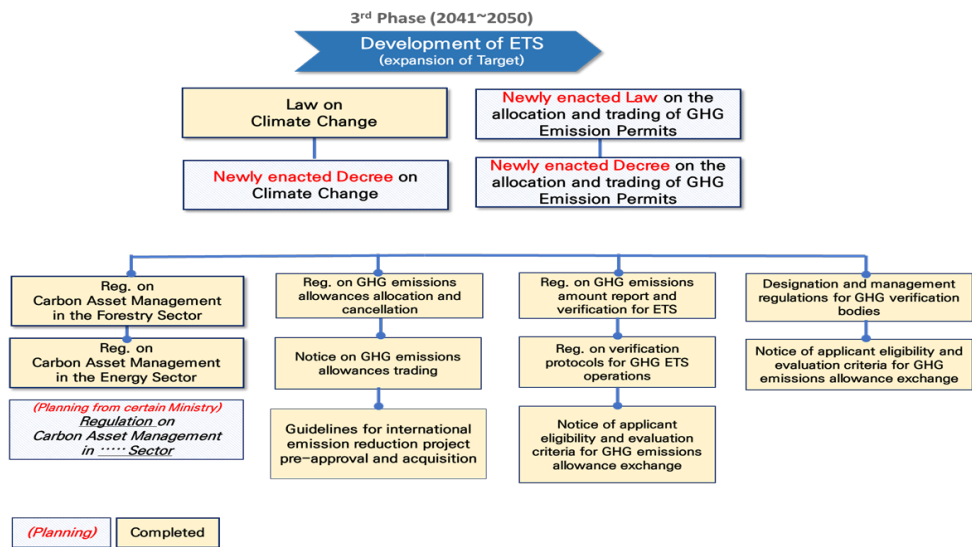 3rd Phase (2041~2050)
Development of ETS
(expansion of Target)
Law on
Climate Change
Newly enacted Decree on
Climate Change
Newly enacted Law on the
allocation and trading of GHG
Emission Permits
Newly enacted Decree on the
allocation and trading of GHG
Emission Permits
Reg. on
Carbon Asset Management
in the Forestry Sector
Reg. on
Carbon Asset Management
in the Energy Sector
(Planning from certain Ministry)
Regulation on
Carbon Asset Management
in ····· Sector
Reg. on GHG emissions
allowances allocation and
cancellation
Notice on GHG emissions
allowances trading
Guidelines for international
emission reduction project
pre-approval and acquisition
Reg. on GHG emissions
amount report and
verification for ETS
Reg. on verification
protocols for GHG ETS
operations
Notice of applicant
eligibility and evaluation
criteria for GHG emissions
allowance exchange
Designation and management
regulations for GHG verification
bodies
Notice of applicant eligibility and
evaluation criteria for GHG
emissions allowance exchange
(Planning)
Completed